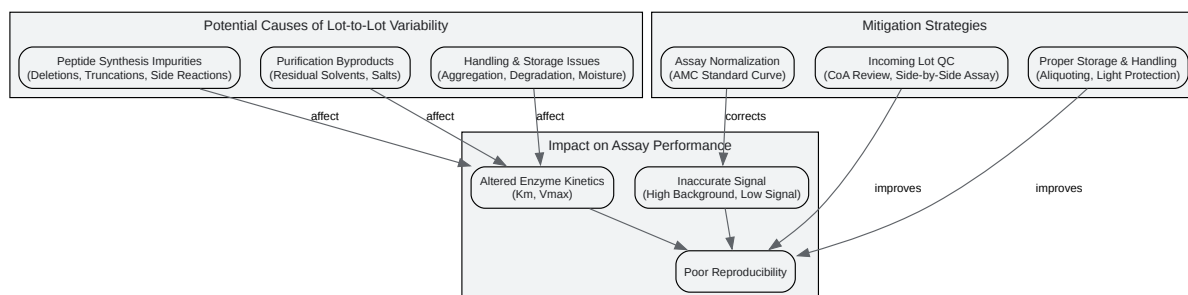 Potential Causes of Lot-to-Lot Variability
Mitigation Strategies
Peptide Synthesis Impurities
(Deletions, Truncations, Side Reactions)
Purification Byproducts
(Residual Solvents, Salts)
Handling & Storage Issues
(Aggregation, Degradation, Moisture)
Assay Normalization
(AMC Standard Curve)
Incoming Lot QC
(CoA Review, Side-by-Side Assay)
Proper Storage & Handling
(Aliquoting, Light Protection)
affect
affect
affect
corrects
Impact on Assay Performance
Altered Enzyme Kinetics
(Km, Vmax)
Inaccurate Signal
(High Background, Low Signal)
improves
improves
Poor Reproducibility